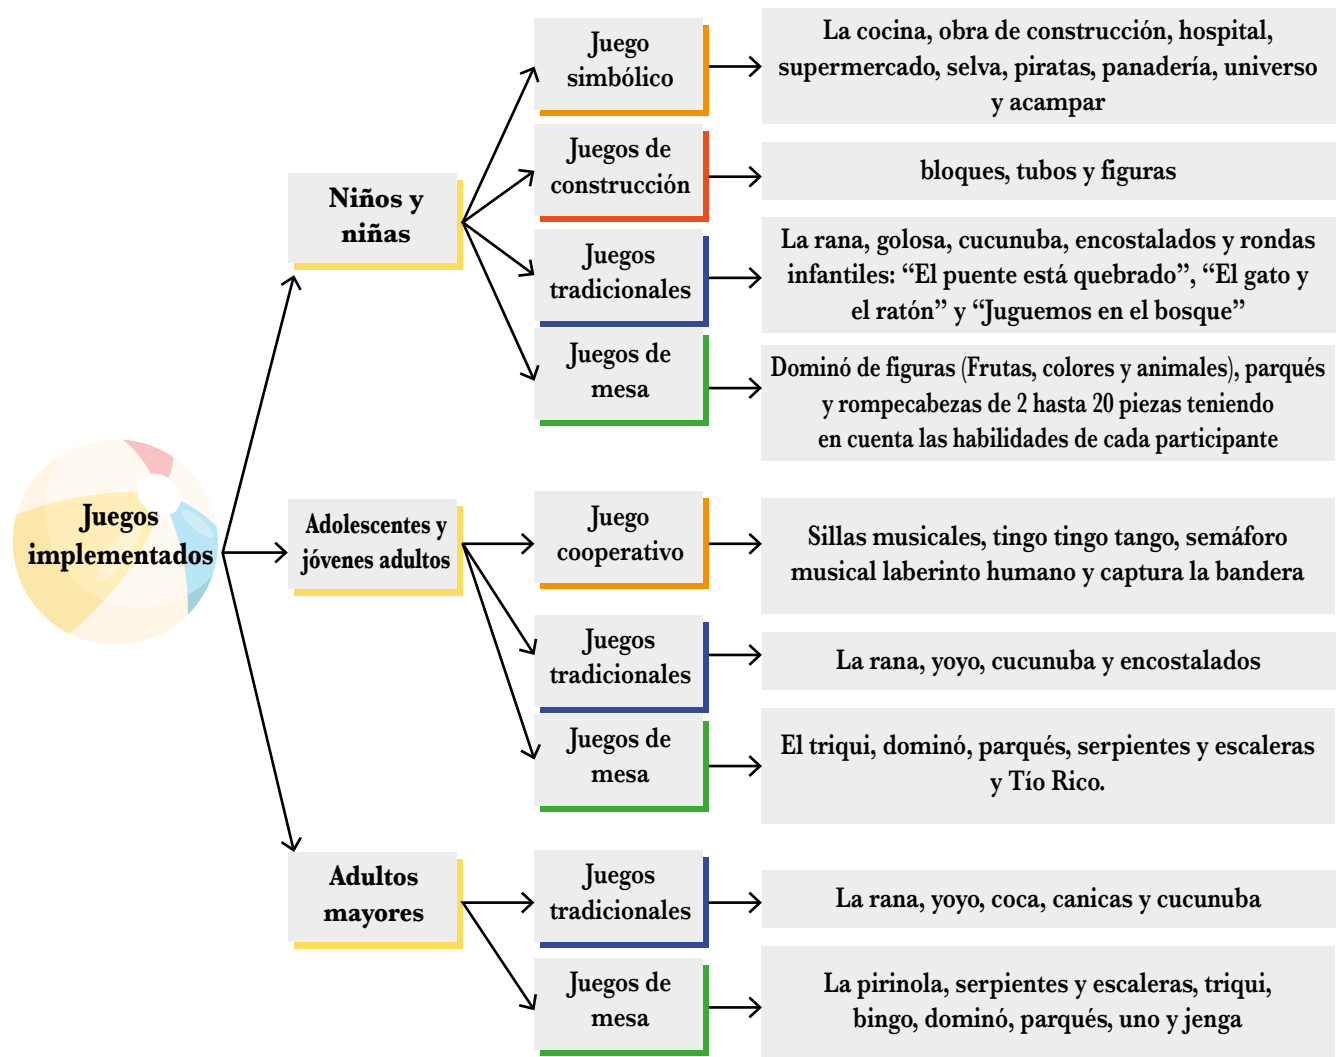 Juegos
implementados
Niños y
niñas
Juego
simbólico
La cocina, obra de construcción, hospital,
supermercado, selva, piratas, panadería, universo
y acampar
Juegos de
construcción
bloques, tubos y figuras
Juegos
tradicionales
La rana, golosa, cucunuba, encostalados y rondas
infantiles: “El puente está quebrado”, “El gato y
el ratón” y “Juguemos en el bosque”
Juegos de
mesa
Dominó de figuras (Frutas, colores y animales), parqués
y rompecabezas de 2 hasta 20 piezas teniendo
en cuenta las habilidades de cada participante
Adolescentes y
jóvenes adultos
Juego
cooperativo
Sillas musicales, tingo tingo tango, semáforo
musical laberinto humano y captura la bandera
Juegos
tradicionales
La rana, yoyo, cucunuba y encostalados
Juegos de
mesa
El triqui, dominó, parqués, serpientes y escaleras
y Tío Rico.
Adultos
mayores
Juegos
tradicionales
La rana, yoyo, coca, canicas y cucunuba
Juegos de
mesa
La pirinola, serpientes y escaleras, triqui,
bingo, dominó, parqués, uno y jenga